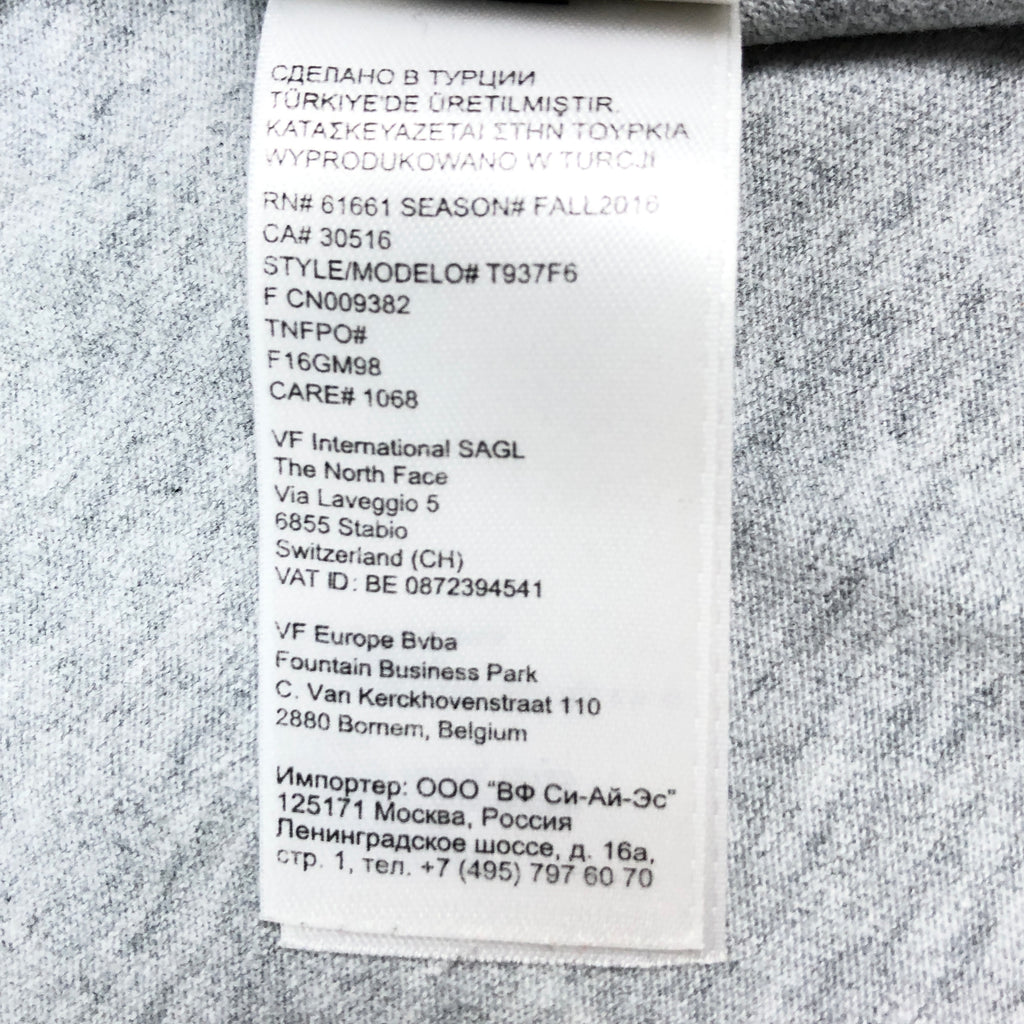 СДЕЛАНО В ТУРЦИИ
TÜRKIYE'DE ÜRETILMIŞTIR.
ΚΑΤΑΣΚΕΥΑΖΕΤΑΙ ΣΤΗΝ ΤΟΥΡΚΙΑ
WYPRODUKOWANO W TURCJI
RN# 61661 SEASON# FALL2016
CA# 30516
STYLE/MODELO# T937F6
F CN009382
TNFPO#
F16GM98
CARE# 1068
VF International SAGL
The North Face
Via Laveggio 5
6855 Stabio
Switzerland (CH)
VAT ID: BE 0872394541
VF Europe Bvba
Fountain Business Park
C. Van Kerckhovenstraat 110
2880 Bornem, Belgium
Импортер: ООО “ВФ Си-Ай-Эс”
125171 Москва, Россия
Ленинградское шоссе, д. 16а,
стр. 1, тел. +7 (495) 797 60 70